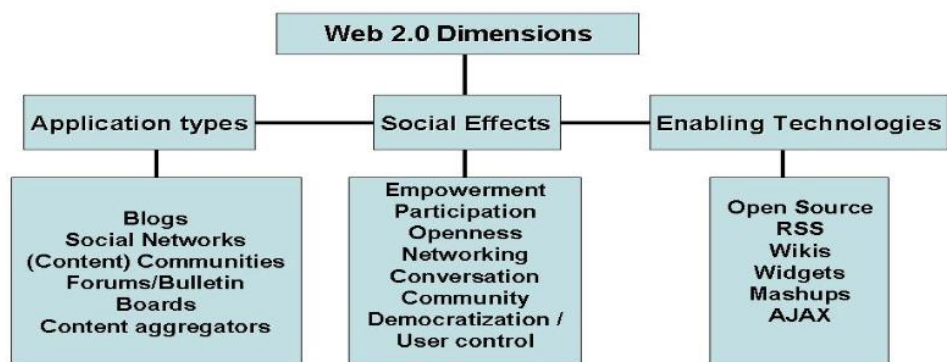 Web 2.0 Dimensions
Application types
Social Effects
Enabling Technologies
Blogs
Social Networks
(Content) Communities
Forums/Bulletin
Boards
Content aggregators
Empowerment
Participation
Openness
Networking
Conversation
Community
Democratization /
User control
Open Source
RSS
Wikis
Widgets
Mashups
AJAX